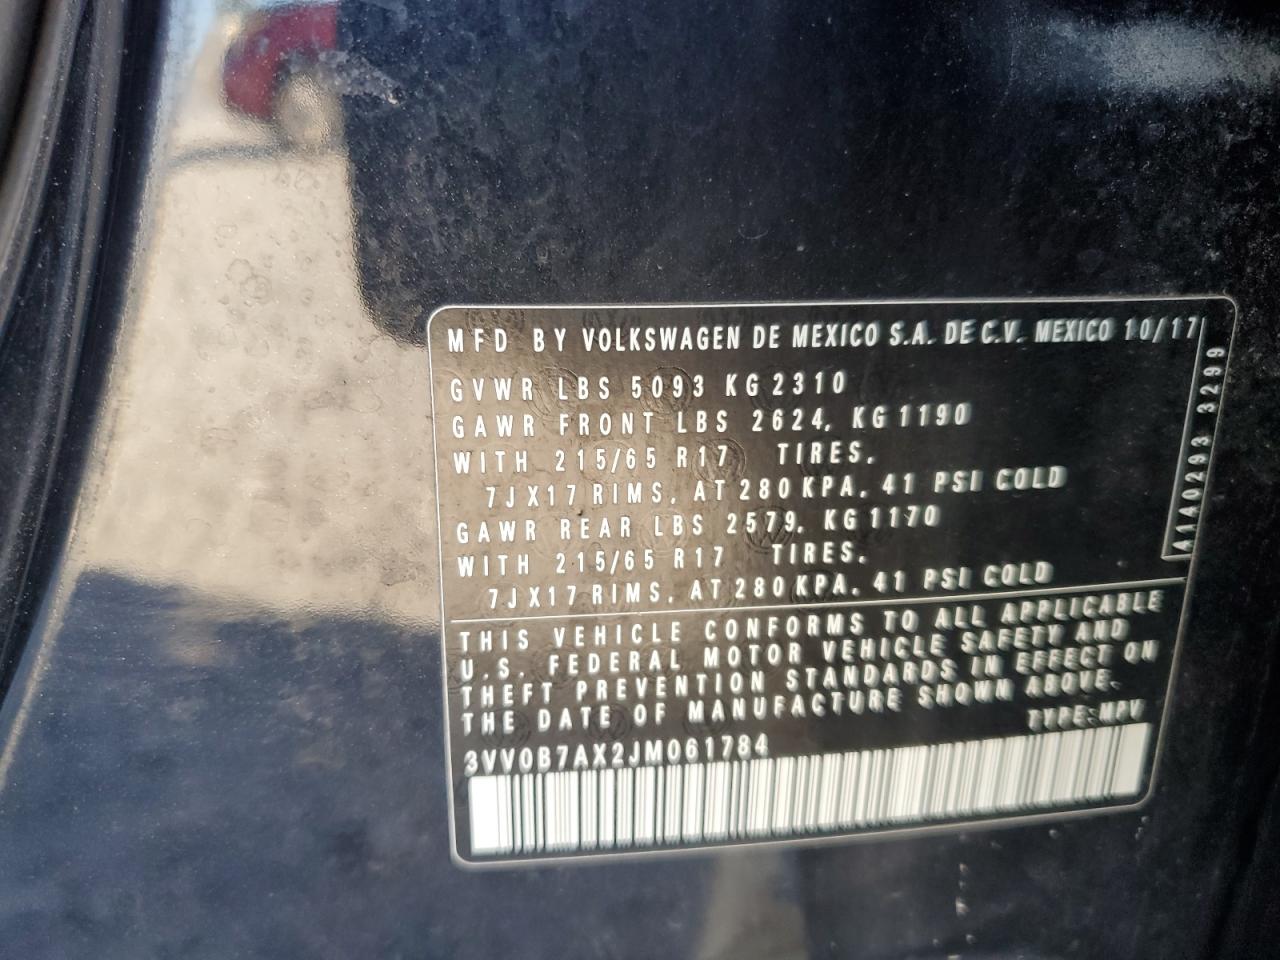 MFD BY VOLKSWAGEN DE MEXICO S.A. DE C.V. MEXICO 10/17
GVWR LBS 5093 KG 2310
GAWR FRONT LBS 2624, KG 1190
WITH 215/65 R17 TIRES,
7JX17 RIMS, AT 280 KPA, 41 PSI COLD
GAWR REAR LBS 2579, KG 1170
WITH 215/65 R17 TIRES,
7JX17 RIMS, AT 280 KPA, 41 PSI COLD
THIS VEHICLE CONFORMS TO ALL APPLICABLE
U.S. FEDERAL MOTOR VEHICLE SAFETY AND
THEFT PREVENTION STANDARDS IN EFFECT ON
THE DATE OF MANUFACTURE SHOWN ABOVE.
TYPE: MPV
3VV0B7AX2JM061784
A1A0293 3299